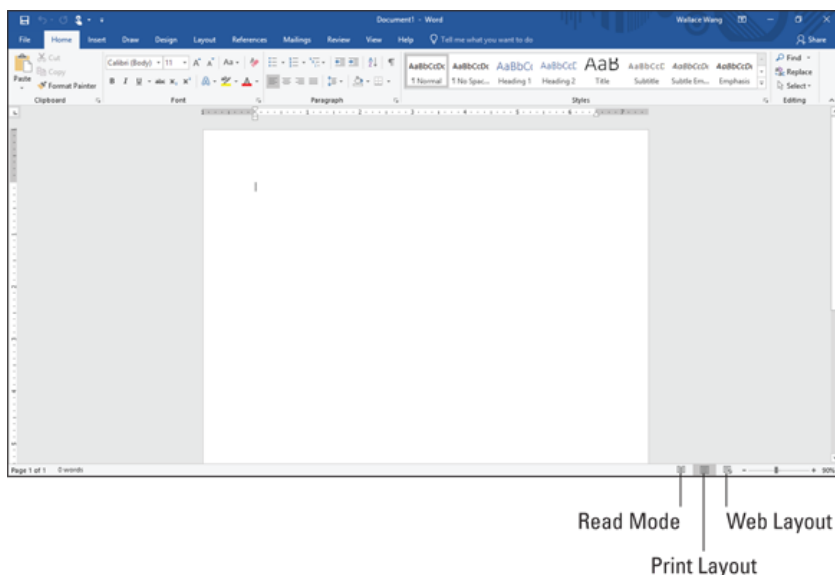 Document1 - Word
Wallace Wang
File Home Insert Draw Design Layout References Mailings Review View Help Tell me what you want to do Share
Cut
Copy
Paste
Format Painter
Calibri (Body) 11
AaBbCcDc AaBbCcDc AaBbCc AaBbCcC AaB AaBbCcC AaBbCcDc AaBbCcDc
¶ Normal ¶ No Spac... Heading 1 Heading 2 Title Subtitle Subtle Em... Emphasis
Find
Replace
Select
Clipboard Font Paragraph Styles Editing
Page 1 of 1 0 words
90%
Read Mode Web Layout
Print Layout